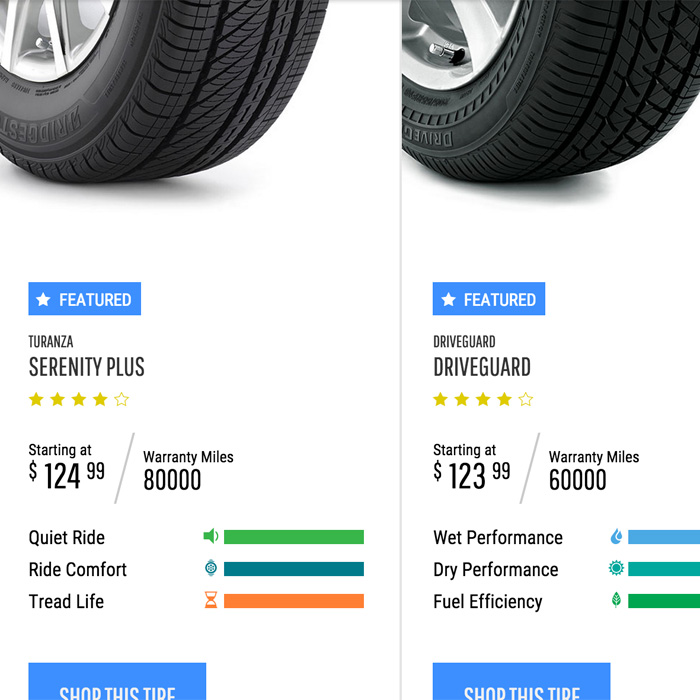 RIDGEST
DRIVEG
FEATURED
TURANZA
SERENITY PLUS
Starting at
$ 124 99
Warranty Miles
80000
Quiet Ride
Ride Comfort
Tread Life
SHOP THIS TIRE
FEATURED
DRIVEGUARD
DRIVEGUARD
Starting at
$ 123 99
Warranty Miles
60000
Wet Performance
Dry Performance
Fuel Efficiency
SHOP THIS TIRE